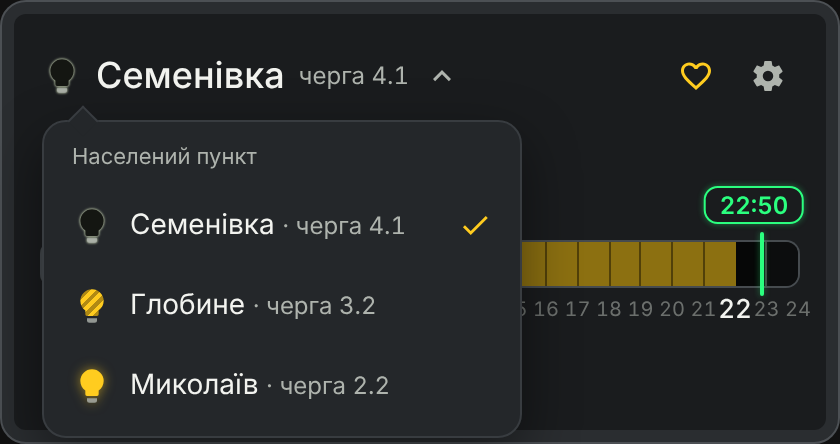 Семенівка черга 4.1
Населений пункт
Семенівка · черга 4.1
22:50
Глобине · черга 3.2
16 17 18 19 20 21 22 23 24
Миколаїв · черга 2.2